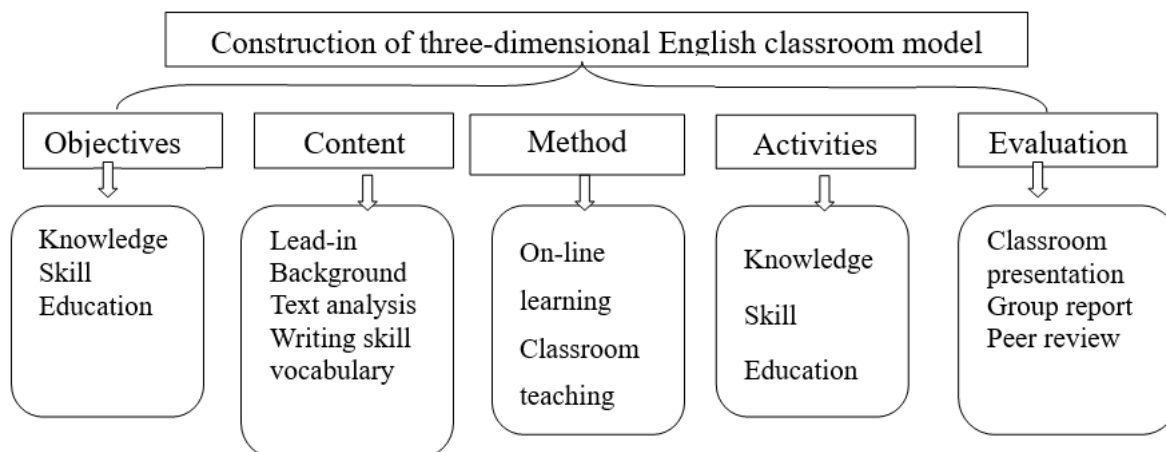 Construction of three-dimensional English classroom model
Objectives
Content
Method
Activities
Evaluation
Knowledge
Skill
Education
Lead-in
Background
Text analysis
Writing skill
vocabulary
On-line
learning
Classroom
teaching
Knowledge
Skill
Education
Classroom
presentation
Group report
Peer review